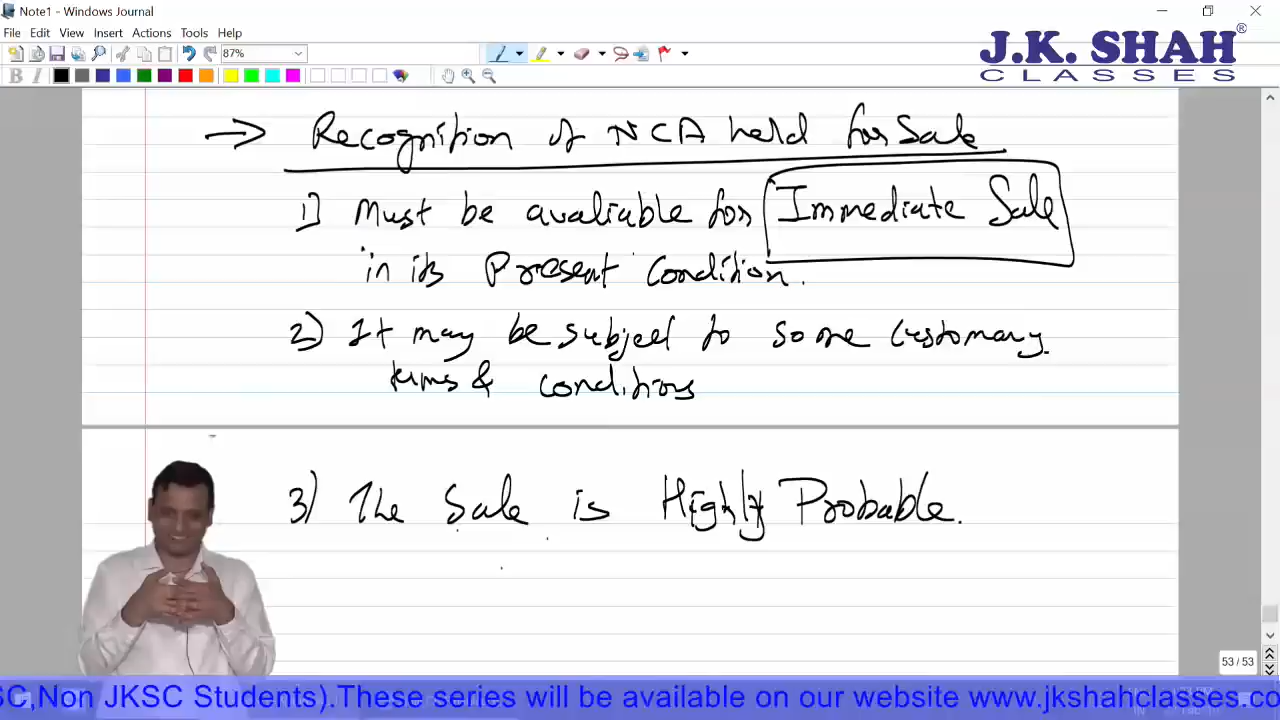 Note1 - Windows Journal
File Edit View Insert Actions Tools Help
87%
J.K. SHAH®
CLASSES
→ Recognition of NCA held for Sale
1) Must be avaliable for Immediate Sale
in its Present Condition.
2) It may be subject to some Customary
terms & conditions
3) The Sale is Highly Probable.
53 / 53
SC,Non JKSC Students).These series will be available on our website www.jkshahclasses.co